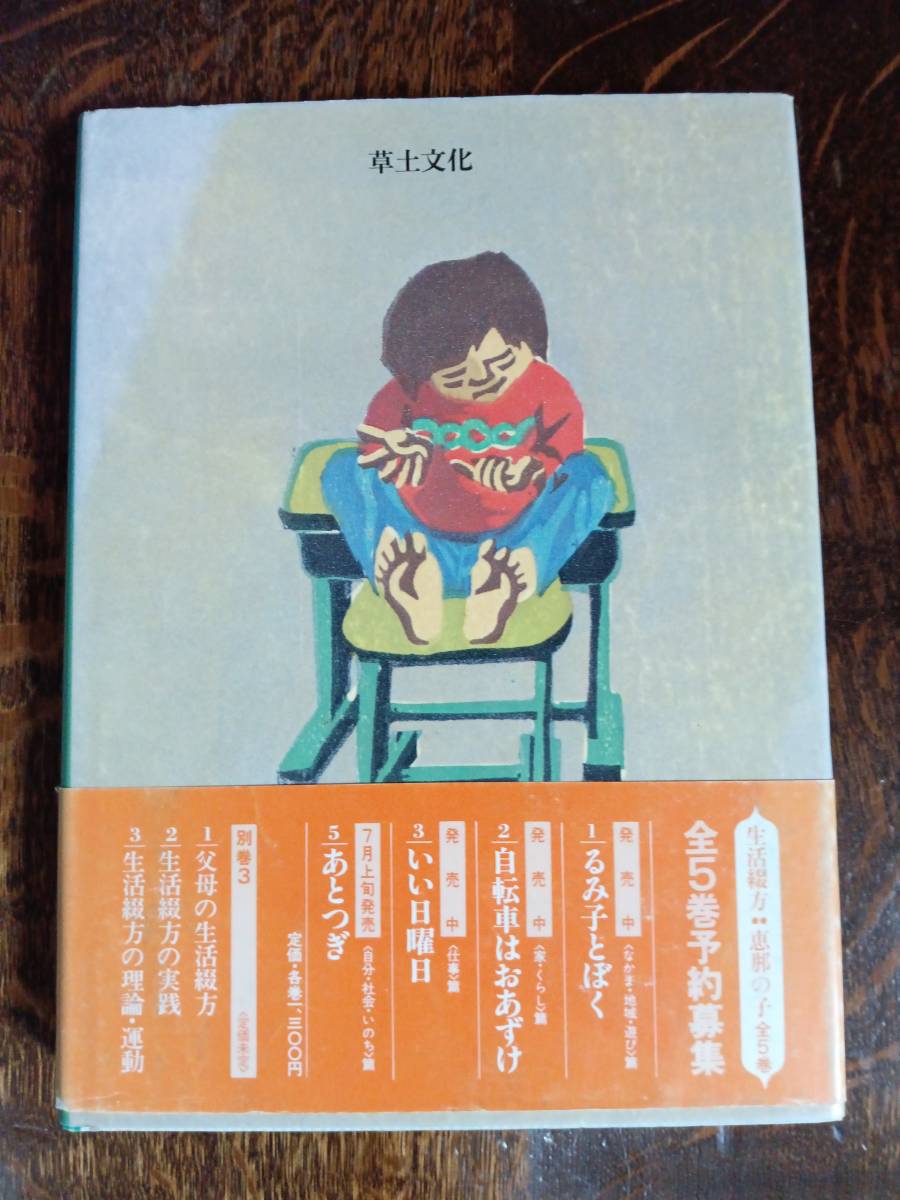 草土文化
生活綴方●●恵那の子 全5巻
全5巻予約募集
発売中
〈なかま・地域・遊び〉篇
1 るみ子とぼく
発売中
〈家・くらし〉篇
2 自転車はおあずけ
発売中
〈仕事〉篇
3 いい日曜日
7月上旬発売
〈自分・社会・いのち〉篇
5 あとつぎ
定価・各巻一、三〇〇円
別巻3
〈定価未定〉
1 父母の生活綴方
2 生活綴方の実践
3 生活綴方の理論・運動